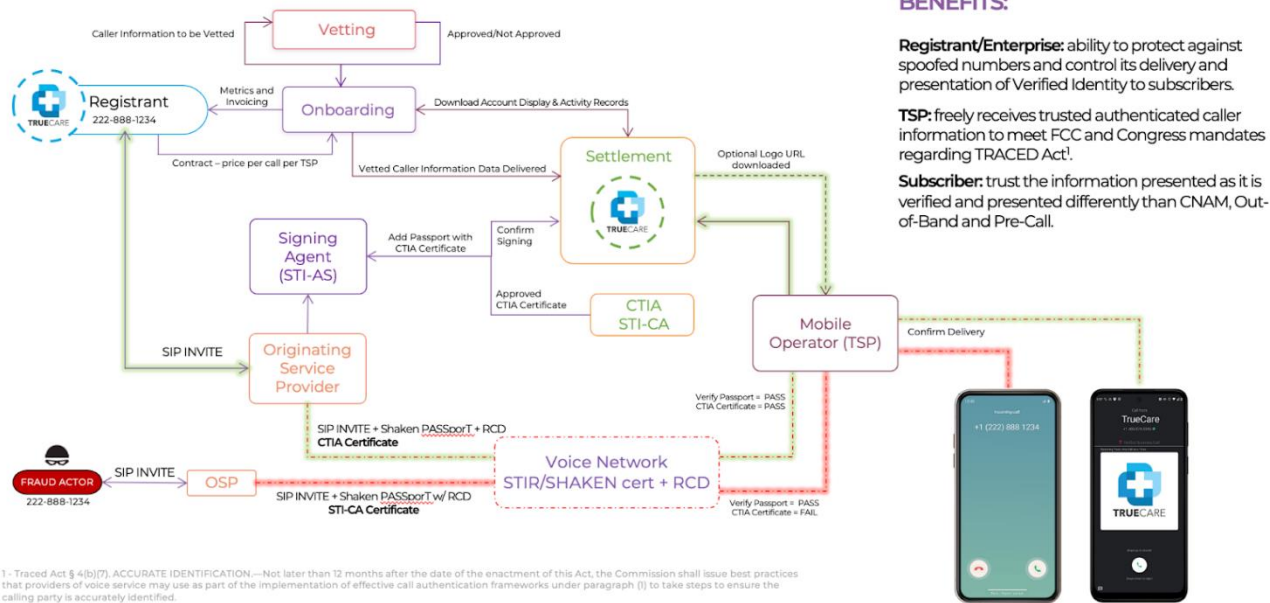 BENEFITS:
Registrant/Enterprise: ability to protect against
spoofed numbers and control its delivery and
presentation of Verified Identity to subscribers.
TSP: freely receives trusted authenticated caller
information to meet FCC and Congress mandates
regarding TRACED Act¹.
Subscriber: trust the information presented as it is
verified and presented differently than CNAM, Out-
of-Band and Pre-Call.
Caller Information to be Vetted
Vetting
Approved/Not Approved
TRUECARE
Registrant
222-888-1234
Metrics and
Invoicing
Onboarding
Download Account Display & Activity Records
Contract – price per call per TSP
Vetted Caller Information Data Delivered
Settlement
TRUECARE
Optional Logo URL
downloaded
Signing
Agent
(STI-AS)
Add Passport with
CTIA Certificate
Confirm
Signing
Approved
CTIA Certificate
CTIA
STI-CA
Mobile
Operator (TSP)
Confirm Delivery
SIP INVITE
Originating
Service
Provider
Verify Passport = PASS
CTIA Certificate = PASS
SIP INVITE + Shaken PASSporT + RCD
CTIA Certificate
Voice Network
STIR/SHAKEN cert + RCD
FRAUD ACTOR
222-888-1234
SIP INVITE
OSP
SIP INVITE + Shaken PASSporT w/ RCD
STI-CA Certificate
Verify Passport = PASS
CTIA Certificate = FAIL
+1 (222) 888 1234
TrueCare
TRUECARE
1 - Traced Act § 4(b)(7). ACCURATE IDENTIFICATION.—Not later than 12 months after the date of the enactment of this Act, the Commission shall issue best practices
that providers of voice service may use as part of the implementation of effective call authentication frameworks under paragraph (1) to take steps to ensure the
calling party is accurately identified.